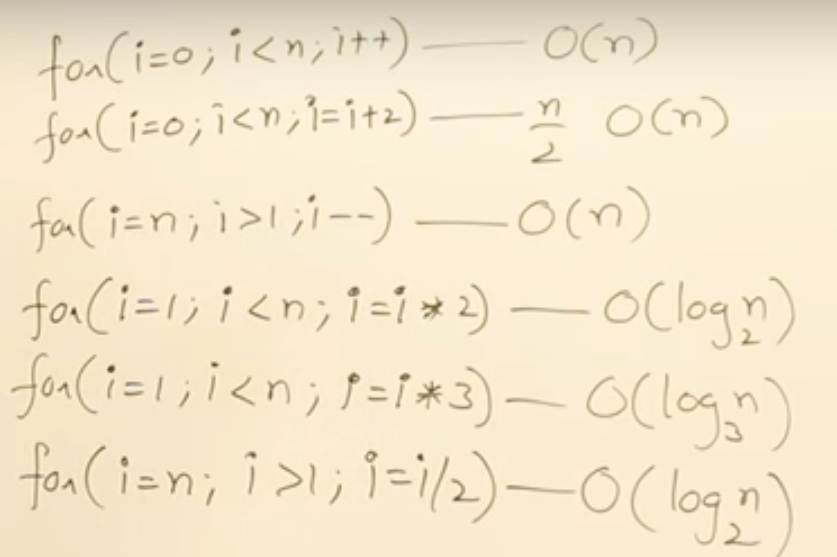 for(i=0; i<n; i++) — O(n)
for(i=0; i<n; i=i+2) — n/2 O(n)
for(i=n; i>1; i--) — O(n)
for(i=1; i<n; i=i*2) — O(log₂n)
for(i=1; i<n; i=i*3) — O(log₃n)
for(i=n; i>1; i=i/2) — O(log₂n)